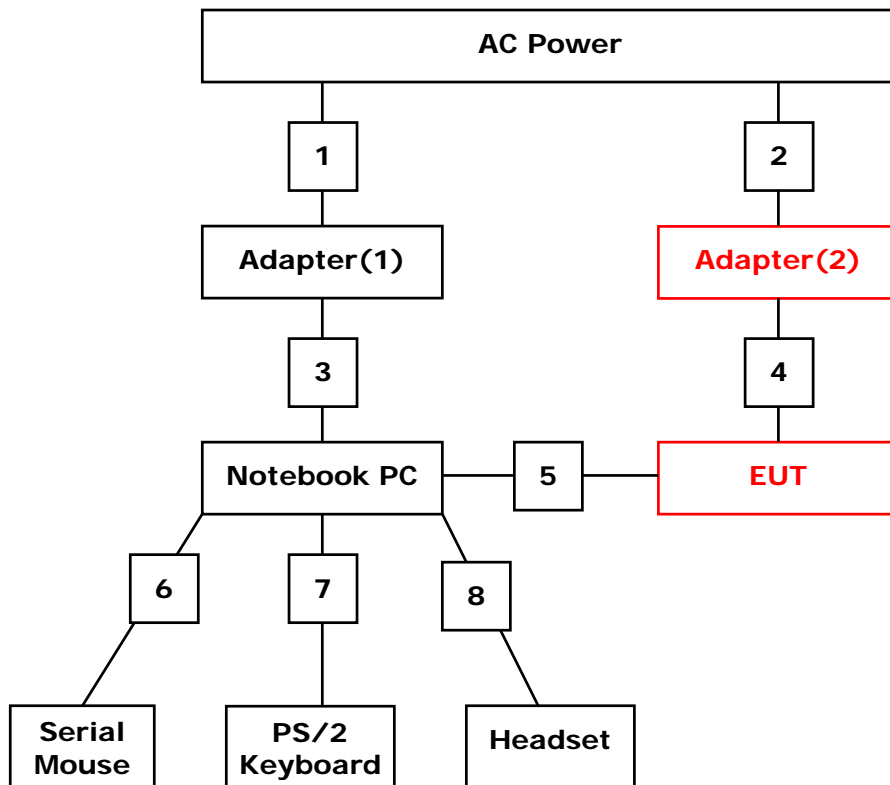 AC Power
1
2
Adapter(1)
Adapter(2)
3
4
Notebook PC
5
EUT
6
7
8
Serial
Mouse
PS/2
Keyboard
Headset